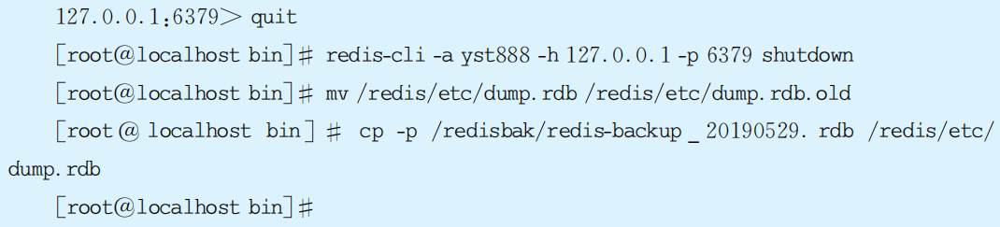 127.0.0.1:6379> quit
[root@localhost bin]# redis-cli -a yst888 -h 127.0.0.1 -p 6379 shutdown
[root@localhost bin]# mv /redis/etc/dump.rdb /redis/etc/dump.rdb.old
[root@ localhost bin] # cp -p /redisbak/redis-backup_20190529. rdb /redis/etc/
dump.rdb
[root@localhost bin]#